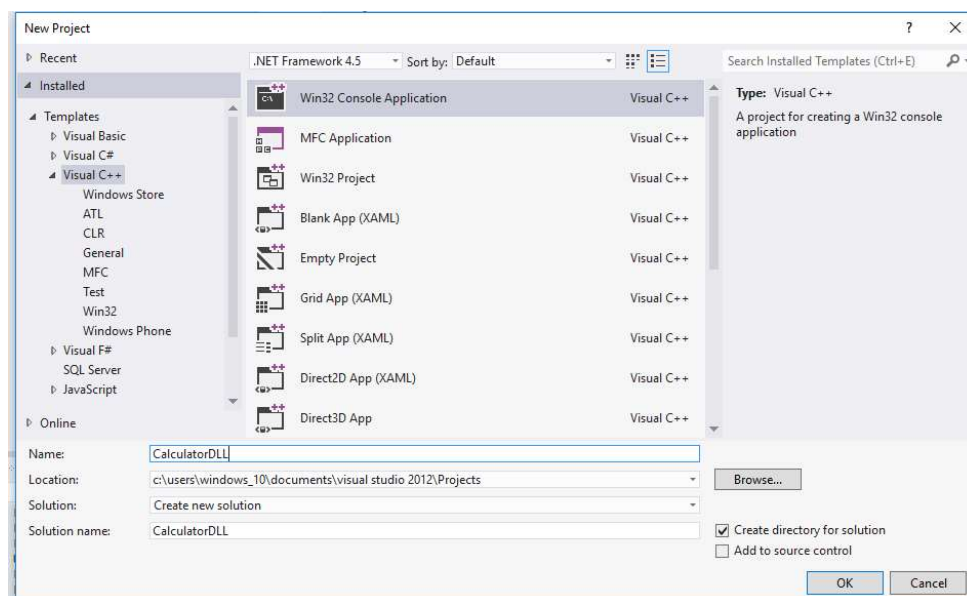 New Project
?
Recent
.NET Framework 4.5
Sort by: Default
Search Installed Templates (Ctrl+E)
Installed
Templates
Visual Basic
Visual C#
Visual C++
Windows Store
ATL
CLR
General
MFC
Test
Win32
Windows Phone
Visual F#
SQL Server
JavaScript
Online
Win32 Console Application Visual C++
MFC Application Visual C++
Win32 Project Visual C++
Blank App (XAML) Visual C++
Empty Project Visual C++
Grid App (XAML) Visual C++
Split App (XAML) Visual C++
Direct2D App (XAML) Visual C++
Direct3D App Visual C++
Type: Visual C++
A project for creating a Win32 console
application
Name: CalculatorDLL
Location: c:\users\windows_10\documents\visual studio 2012\Projects
Browse...
Solution: Create new solution
Solution name: CalculatorDLL
Create directory for solution
Add to source control
OK
Cancel